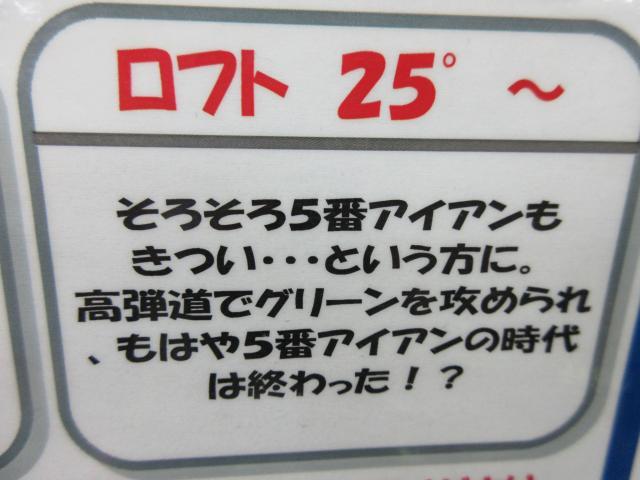 ロフト 25° ～
そろそろ5番アイアンも
きつい・・・という方に。
高弾道でグリーンを攻められ
、もはや5番アイアンの時代
は終わった！？